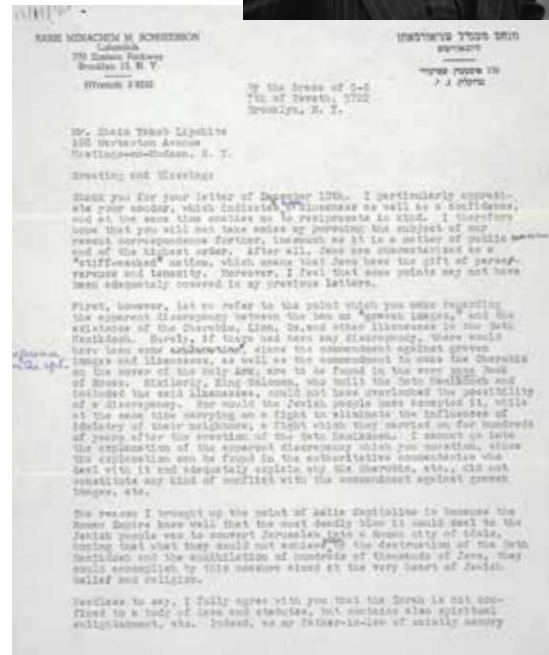 RABBI MENACHEM M. SCHNEERSON
Lubavitch
770 Eastern Parkway
Brooklyn 13, N. Y.
מנחם מענדל שניאורסאהן
ליובאוויטש
770 איסטערן פארקוויי
ברוקלין, נ. י.
By the Grace of G-d
7th of Teveth, 5722
Brooklyn, N. Y.
Mr. Chaim Yakob Lipchitz
168 Warburton Avenue
Hastings-on-Hudson, N. Y.
Greeting and Blessing:
Thank you for your letter of December 10th. I particularly appreci-
ate your candor, which indicates closeness as well as a confidence,
and at the same time enables me to reciprocate in kind. I therefore
hope that you will not take amiss my pursuing the subject of our
recent correspondence further, inasmuch as it is a matter of public
of the highest order. After all, Jews are characterized as a
"stiff-necked" nation, which means that Jews have the gift of perse-
verance and tenacity. Moreover, I feel that some points may not have
been adequately covered in my previous letters.
First, however, let me refer to the point which you make regarding
the apparent discrepancy between the ban on "graven images," and the
existence of the Cherubim, Lion, Ox, and other likenesses in the Beth
Hamikdosh. Surely, if there had been any discrepancy, there would
have been some since the commandment against graven
images and likenesses, as well as the commandment to make the Cherubim
on the cover of the Holy Ark, are to be found in the very same Book
of Moses. Similarly, King Solomon, who built the Beth Hamikdosh and
included the said likenesses, could not have overlooked the possibility
of a discrepancy. Nor would the Jewish people have accepted it, while
at the same time carrying on a fight to eliminate the influences of
idolatry of their neighbors, a fight which they carried on for hundreds
of years after the erection of the Beth Hamikdosh. I cannot go into
the explanation of the apparent discrepancy which you mention, since
the explanation can be found in the authoritative commentaries who
deal with it and adequately explain why the Cherubim, etc., did not
constitute any kind of conflict with the commandment against graven
images, etc.
The reason I brought up the point of Aelia Capitolina is because the
Roman Empire knew well that the most deadly blow it could deal to the
Jewish people was to convert Jerusalem into a Roman city of idols,
hoping that what they could not achieve by the destruction of the Beth
Hamikdosh and the annihilation of hundreds of thousands of Jews, they
could accomplish by this measure aimed at the very heart of Jewish
belief and religion.
Needless to say, I fully agree with you that the Torah is not con-
fined to a body of laws and statutes, but contains also spiritual
enlightenment, etc. Indeed, as my father-in-law of saintly memory